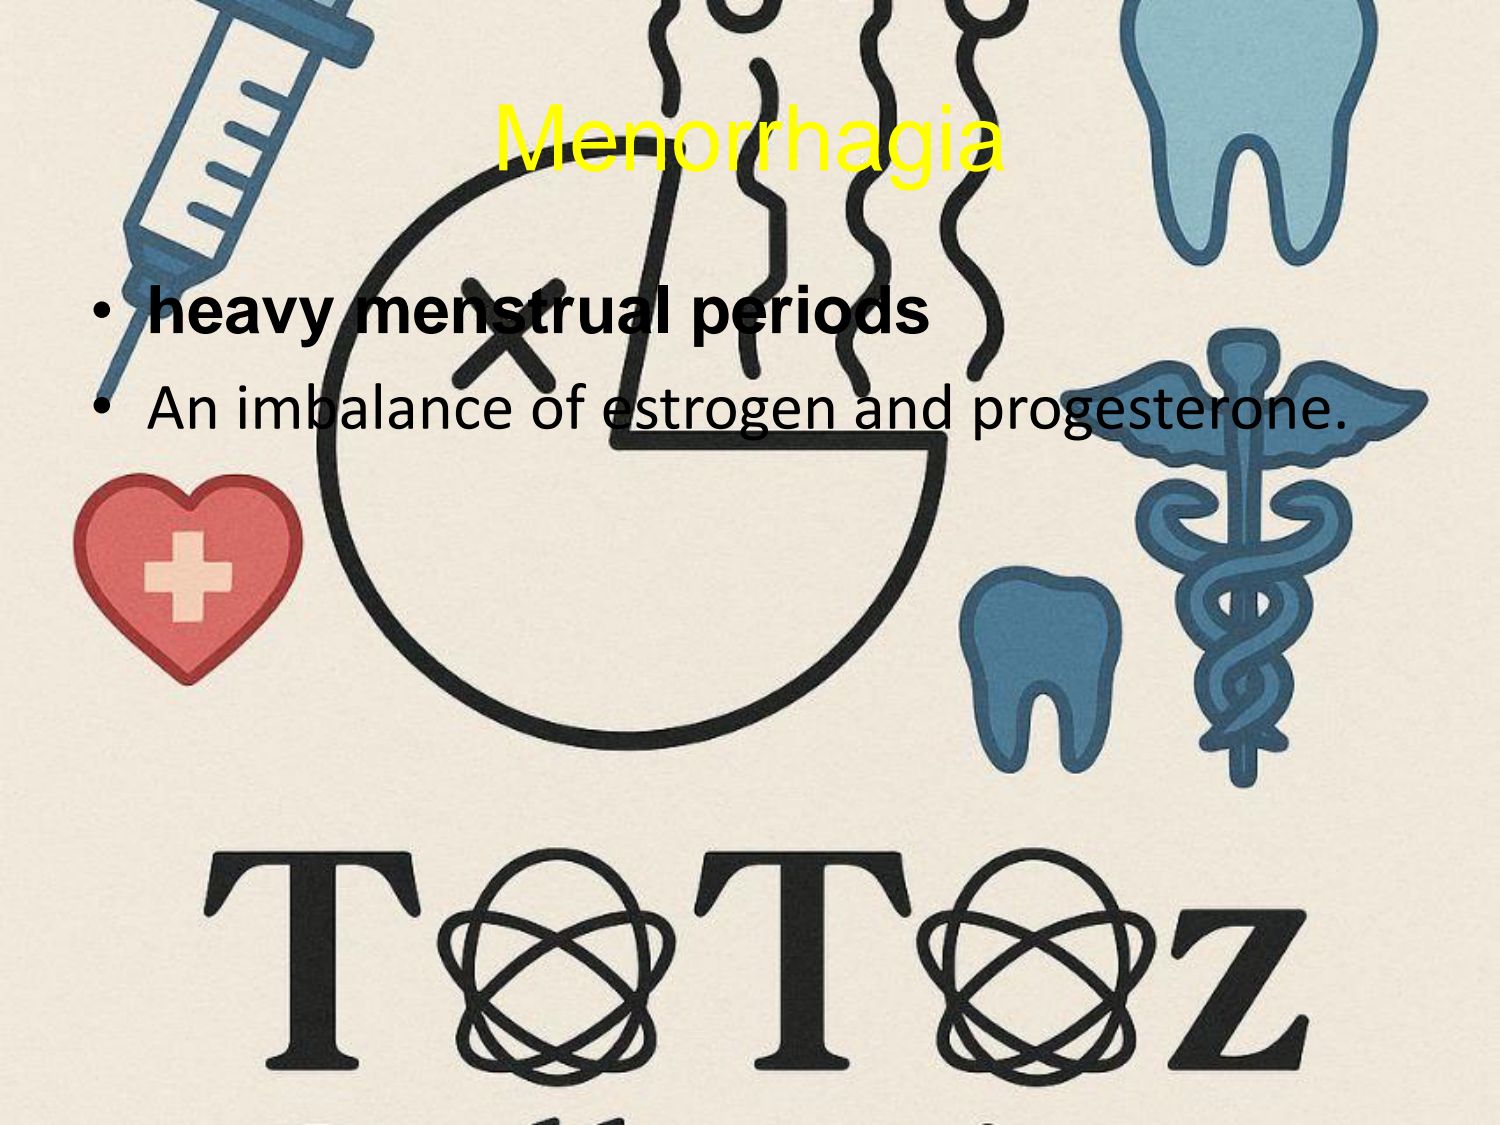 Menorrhagia
• heavy menstrual periods
• An imbalance of estrogen and progesterone.
TOTOZ